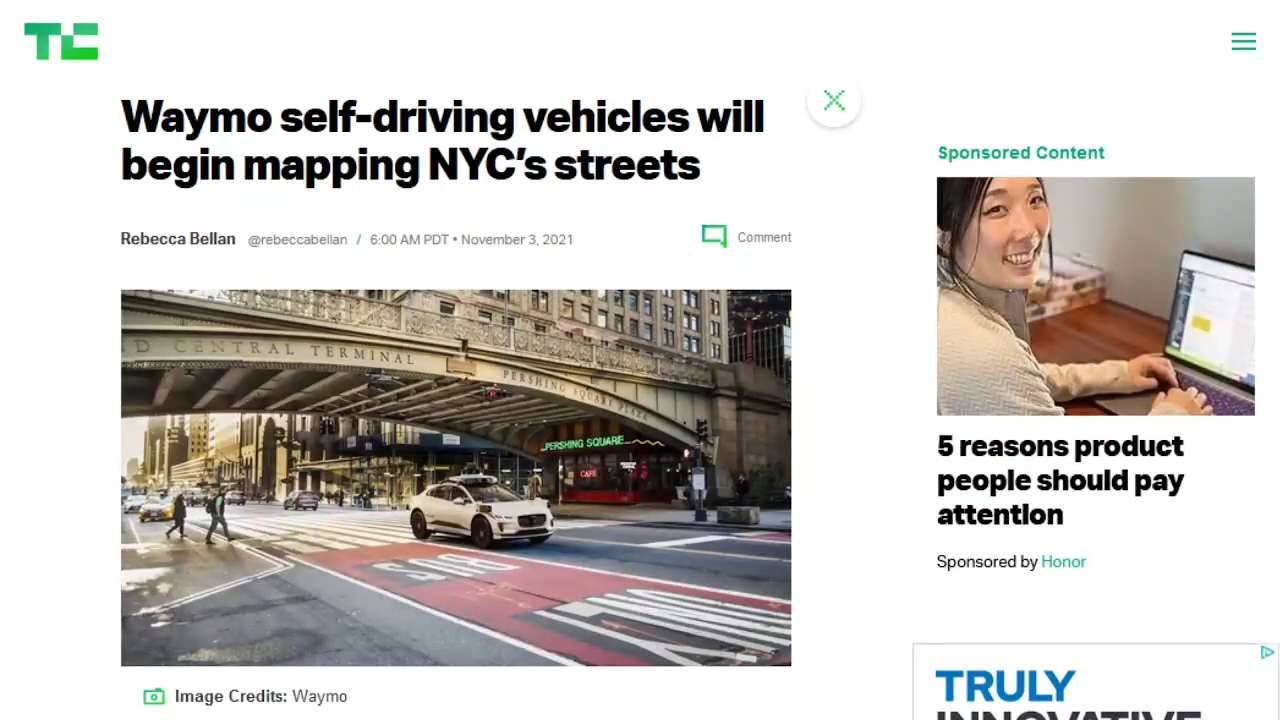 TC
Waymo self-driving vehicles will
begin mapping NYC's streets
Rebecca Bellan @rebeccabellan / 6:00 AM PDT • November 3, 2021
Comment
D CENTRAL TERMINAL
PERSHING SQUARE PLAZA
PERSHING SQUARE
CAFE
BUS
ONLY
Image Credits: Waymo
Sponsored Content
5 reasons product
people should pay
attention
Sponsored by Honor
TRULY
INNOVATIVE